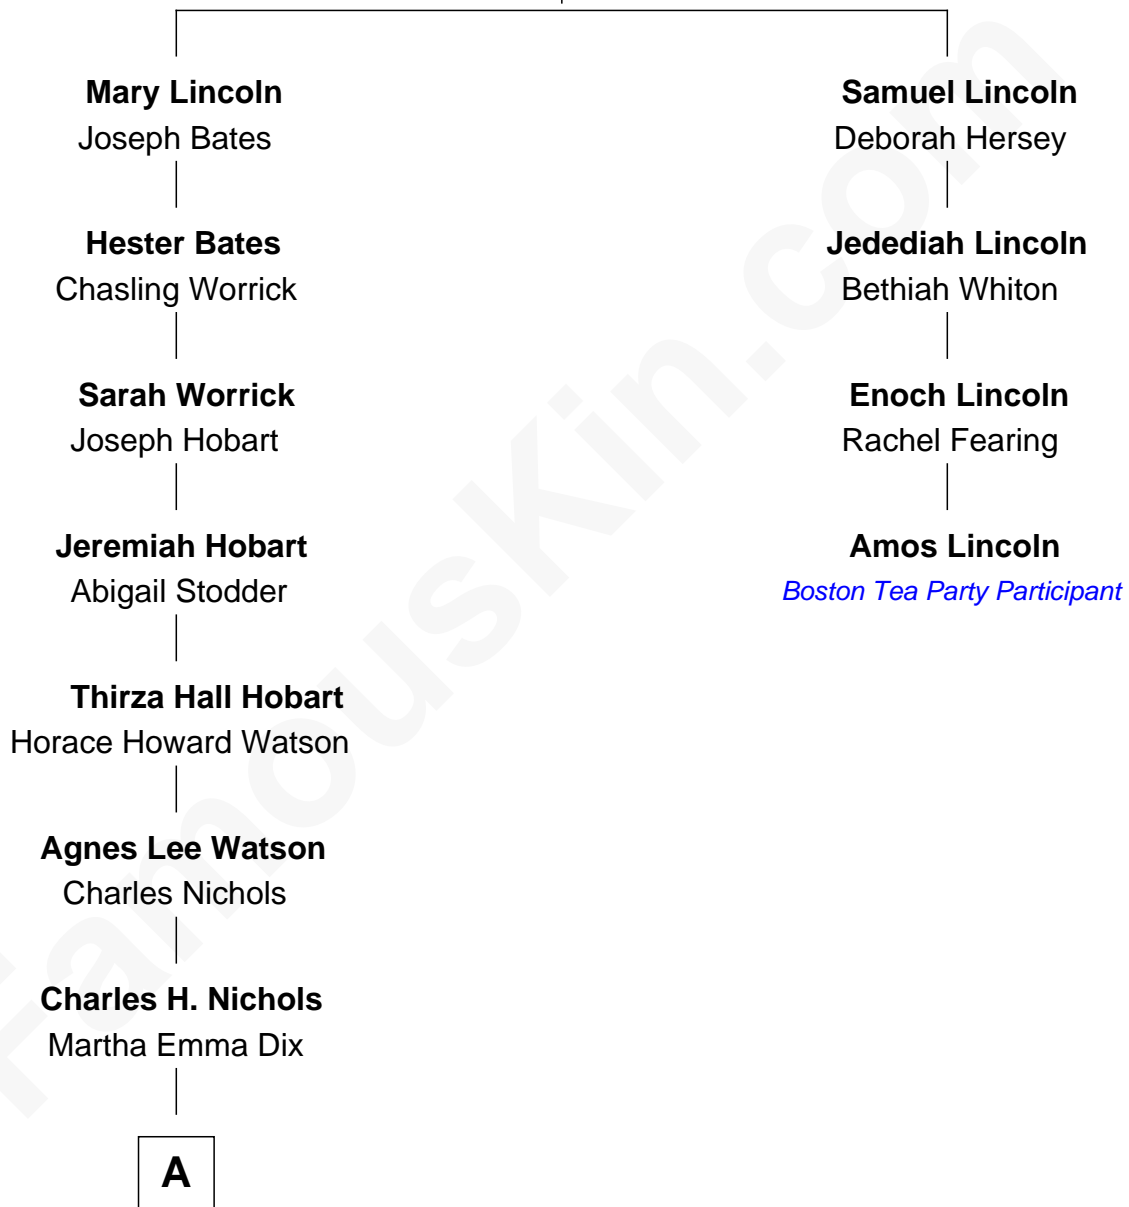 Mary Lincoln
Joseph Bates
Hester Bates
Chasling Worrick
Sarah Worrick
Joseph Hobart
Jeremiah Hobart
Abigail Stodder
Thirza Hall Hobart
Horace Howard Watson
Agnes Lee Watson
Charles Nichols
Charles H. Nichols
Martha Emma Dix
A
Samuel Lincoln
Deborah Hersey
Jedediah Lincoln
Bethiah Whiton
Enoch Lincoln
Rachel Fearing
Amos Lincoln
Boston Tea Party Participant
FamousKin.com